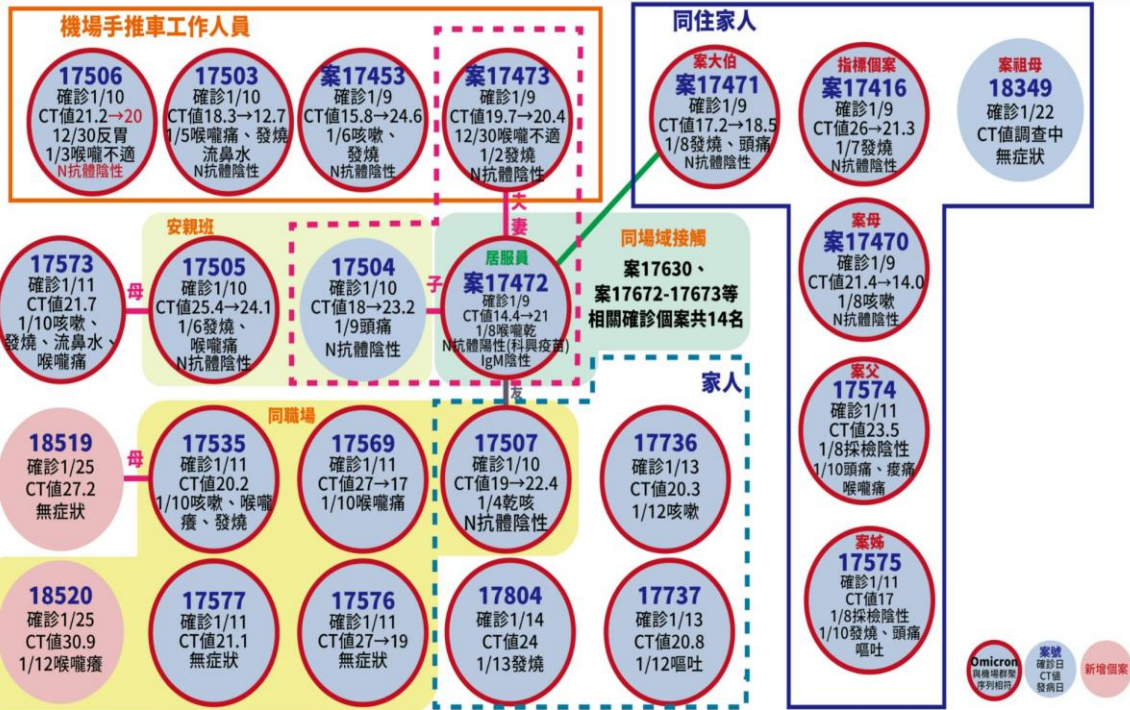 機場手推車工作人員
17506
確診1/10
CT值21.2→20
12/30反胃
1/3喉嚨不適
N抗體陰性
17503
確診1/10
CT值18.3→12.7
1/5喉嚨痛、發燒
流鼻水
N抗體陰性
案17453
確診1/9
CT值15.8→24.6
1/6咳嗽、
發燒
N抗體陰性
案17473
確診1/9
CT值19.7→20.4
12/30喉嚨不適
1/2發燒
N抗體陰性
同住家人
案大伯
案17471
確診1/9
CT值17.2→18.5
1/8發燒、頭痛
N抗體陰性
指標個案
案17416
確診1/9
CT值26→21.3
1/7發燒
N抗體陰性
案祖母
18349
確診1/22
CT值調查中
無症狀
夫
妻
17573
確診1/11
CT值21.7
1/10咳嗽、
發燒、流鼻水、
喉嚨痛
母
安親班
17505
確診1/10
CT值25.4→24.1
1/6發燒、
喉嚨痛
N抗體陰性
17504
確診1/10
CT值18→23.2
1/9頭痛
N抗體陰性
子
居服員
案17472
確診1/9
CT值14.4→21
1/8喉嚨乾
N抗體陽性(科興疫苗)
IgM陰性
同場域接觸
案17630、
案17672-17673等
相關確診個案共14名
案母
案17470
確診1/9
CT值21.4→14.0
1/8咳嗽
N抗體陰性
友
家人
案父
17574
確診1/11
CT值23.5
1/8採檢陰性
1/10頭痛、痠痛
喉嚨痛
18519
確診1/25
CT值27.2
無症狀
母
同職場
17535
確診1/11
CT值20.2
1/10咳嗽、喉嚨
癢、發燒
17569
確診1/11
CT值27→17
1/10喉嚨痛
17507
確診1/10
CT值19→22.4
1/4乾咳
N抗體陰性
17736
確診1/13
CT值20.3
1/12咳嗽
案姊
17575
確診1/11
CT值17
1/8採檢陰性
1/10發燒、頭痛
嘔吐
18520
確診1/25
CT值30.9
1/12喉嚨癢
17577
確診1/11
CT值21.1
無症狀
17576
確診1/11
CT值27→19
無症狀
17804
確診1/14
CT值24
1/13發燒
17737
確診1/13
CT值20.8
1/12嘔吐
Omicron
與機場群聚
序列相符
案號
確診日
CT值
發病日
新增個案